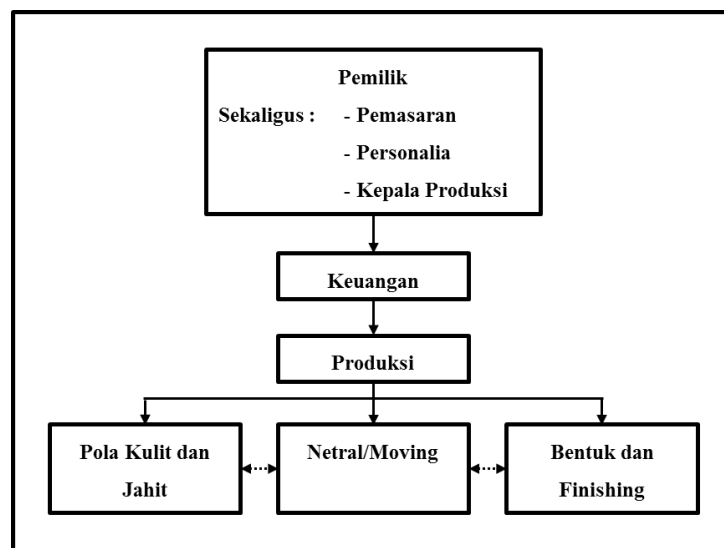 Pemilik
Sekaligus : - Pemasaran
- Personalia
- Kepala Produksi
Keuangan
Produksi
Pola Kulit dan
Jahit
Netral/Moving
Bentuk dan
Finishing